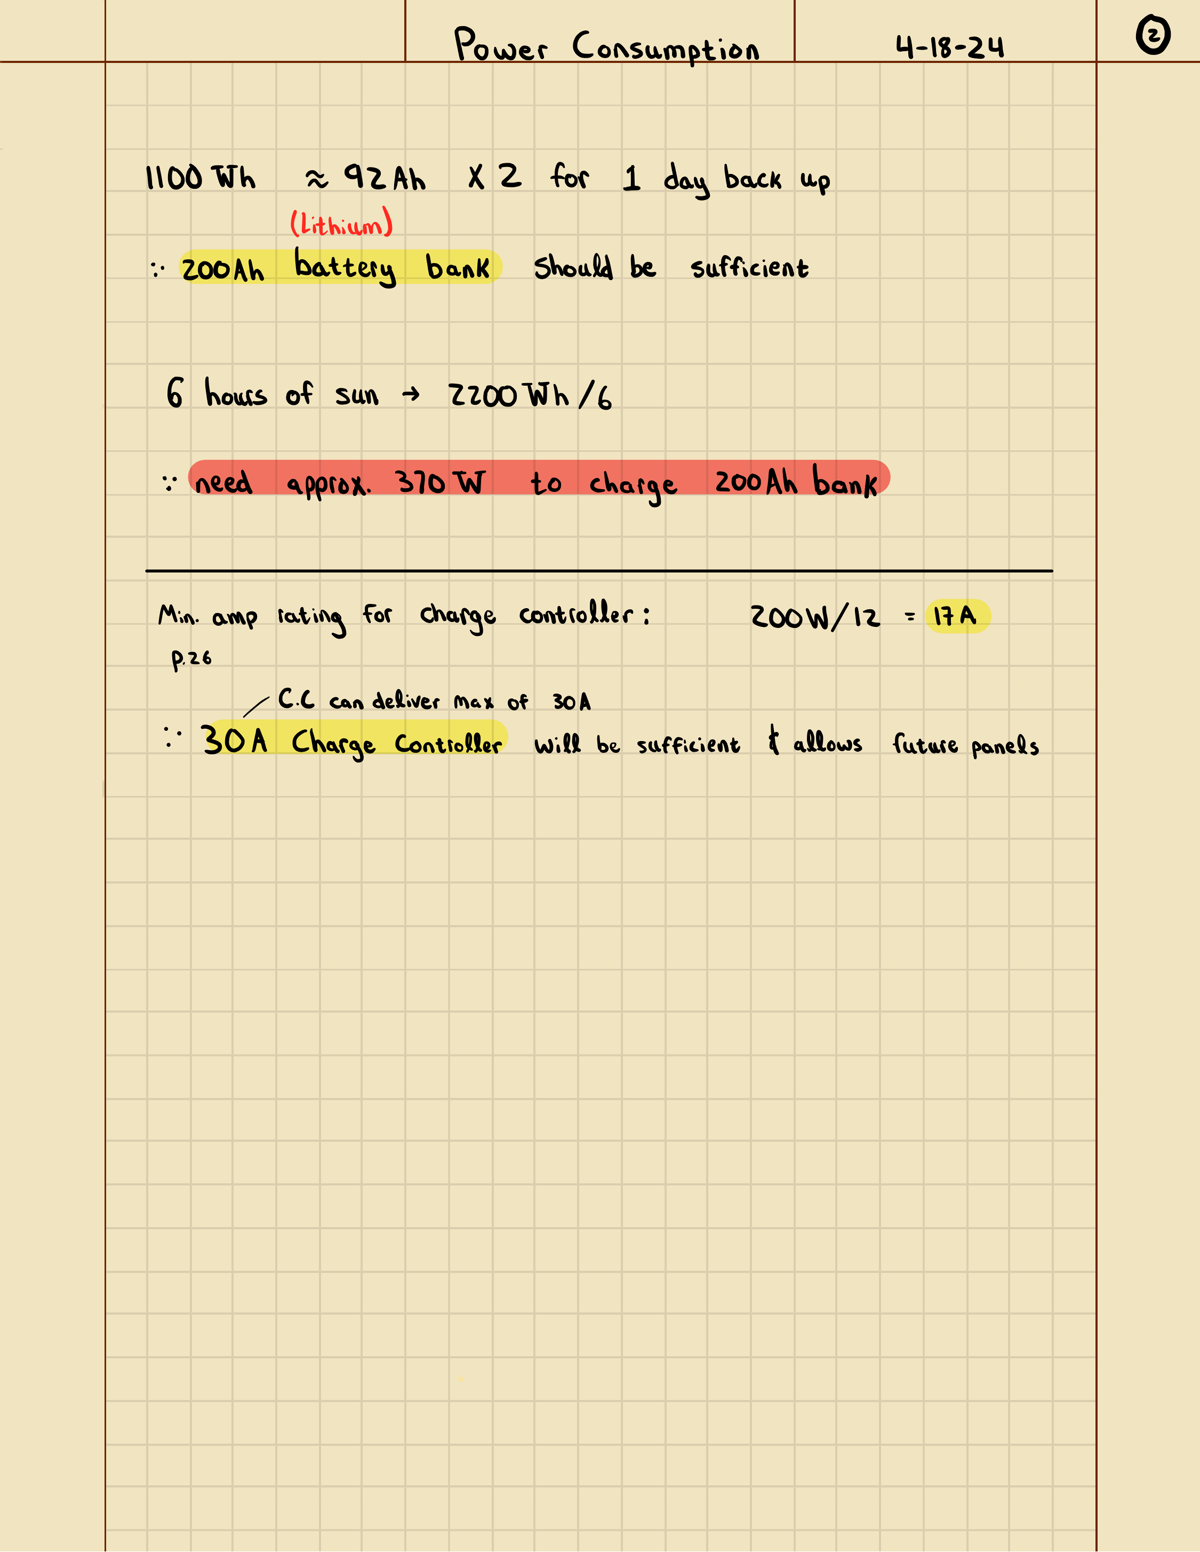 Power Consumption 4-18-24 2
1100 Wh ≈ 92 Ah X 2 for 1 day back up
(Lithium)
∵ 200Ah battery bank Should be sufficient
6 hours of sun → 2200 Wh / 6
∵ need approx. 370 W to charge 200 Ah bank
Min. amp rating for charge controller: 200W/12 = 17 A
p.26
C.C can deliver max of 30A
∵ 30A Charge Controller will be sufficient & allows future panels